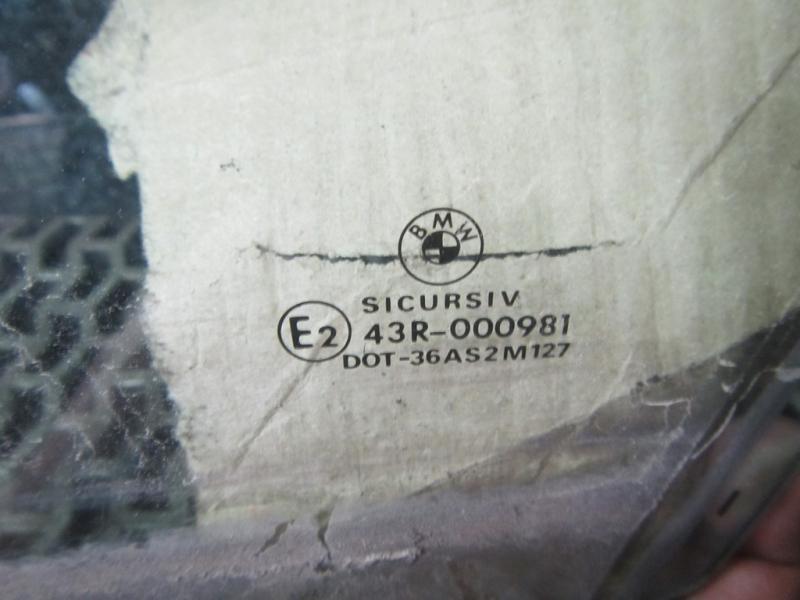 BMW
SICURSIV
E2 43R-000981
DOT-36AS2M127